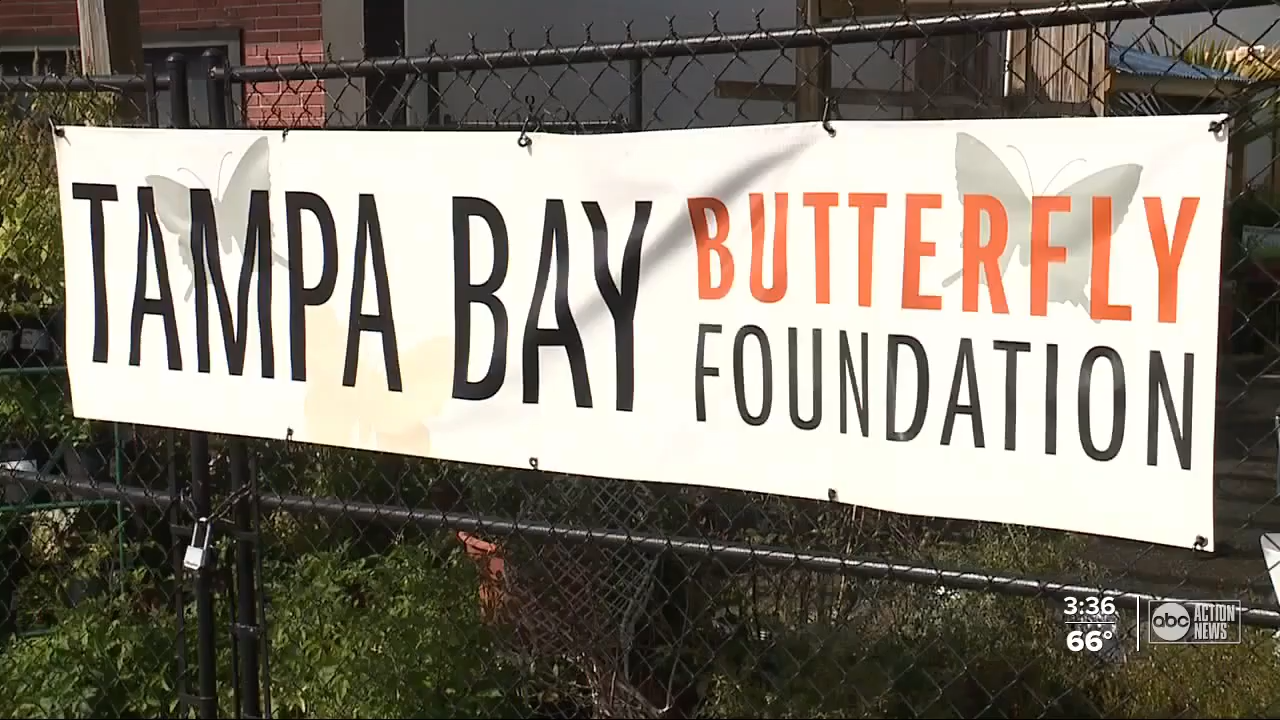 TAMPA BAY BUTTERFLY
FOUNDATION
3:36
66°
abc ACTION
NEWS